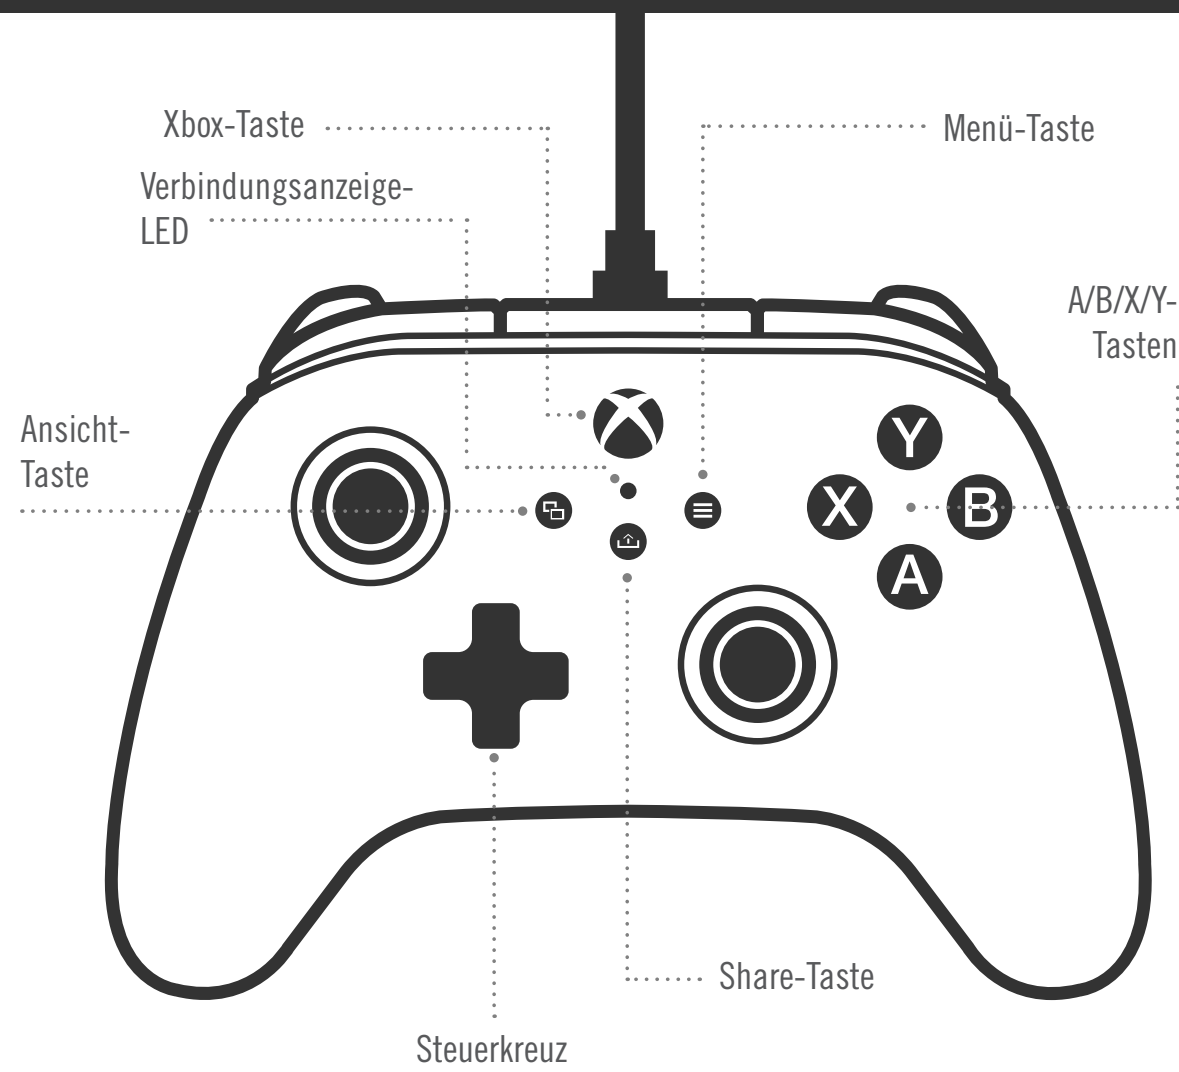 Xbox-Taste
Menü-Taste
Verbindungsanzeige-
LED
A/B/X/Y-
Tasten
Ansicht-
Taste
Y
X
B
A
Share-Taste
Steuerkreuz